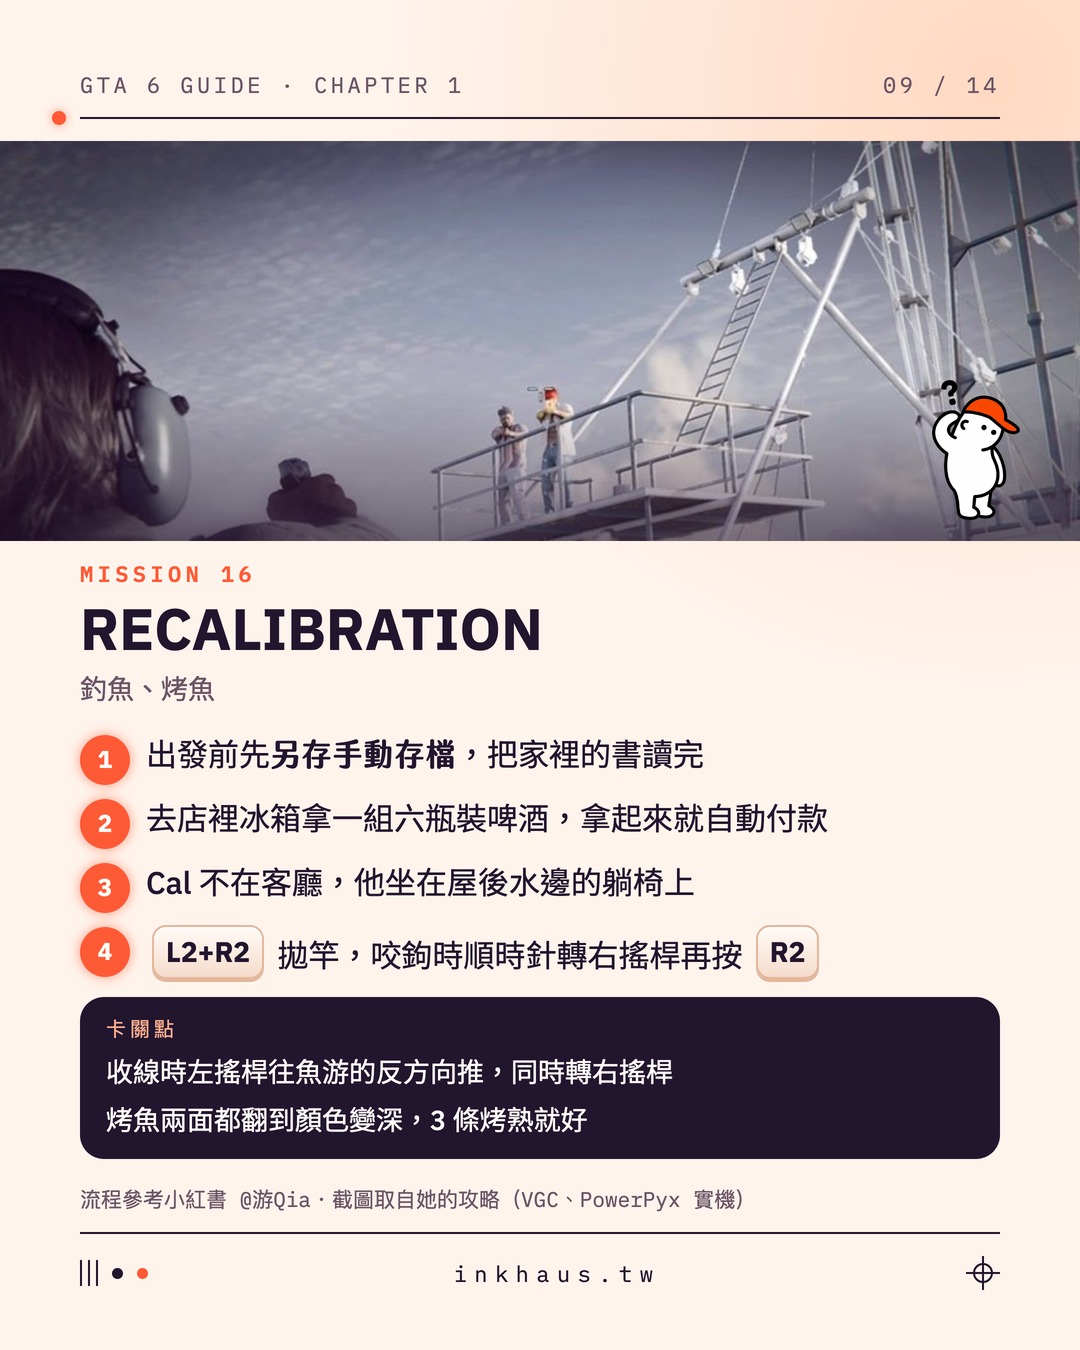 GTA 6 GUIDE · CHAPTER 1
09 / 14
?
MISSION 16
RECALIBRATION
釣魚、烤魚
1 出發前先另存手動存檔，把家裡的書讀完
2 去店裡冰箱拿一組六瓶裝啤酒，拿起來就自動付款
3 Cal 不在客廳，他坐在屋後水邊的躺椅上
4 L2+R2 拋竿，咬鉤時順時針轉右搖桿再按 R2
卡關點
收線時左搖桿往魚游的反方向推，同時轉右搖桿
烤魚兩面都翻到顏色變深，3 條烤熟就好
流程參考小紅書 @游Qia · 截圖取自她的攻略（VGC、PowerPyx 實機）
inkhaus.tw